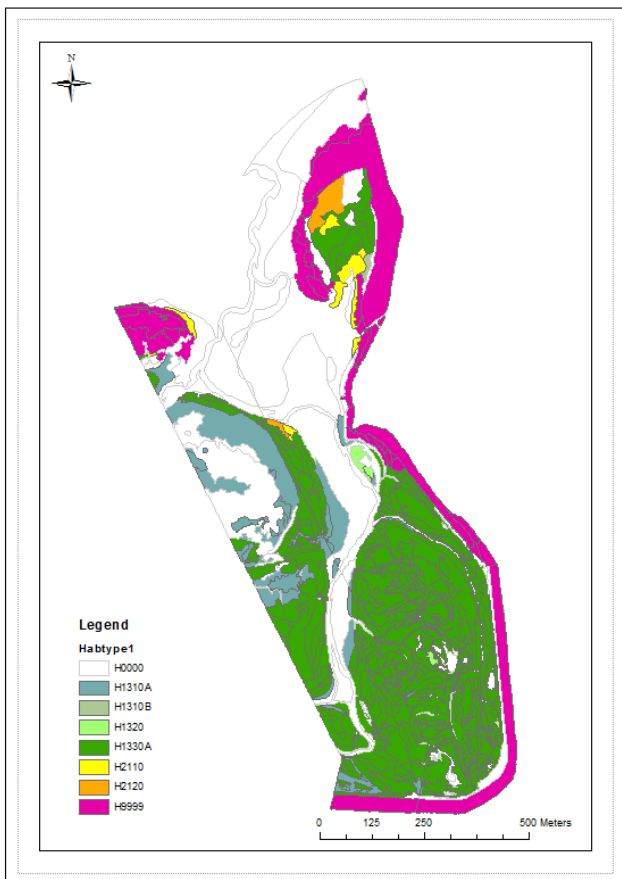 N
Legend
Habtype1
H0000
H1310A
H1310B
H1320
H1330A
H2110
H2120
H9999
0 125 250 500 Meters